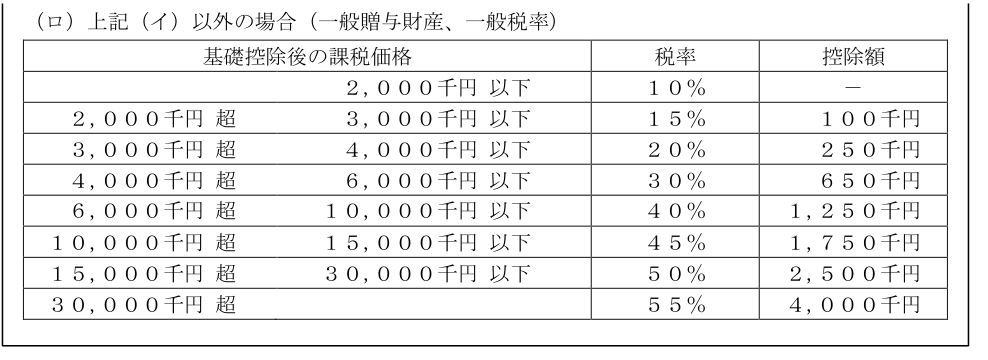 （ロ）上記（イ）以外の場合（一般贈与財産、一般税率）
基礎控除後の課税価格 税率 控除額
２,０００千円 以下 １０％ －
２,０００千円 超 ３,０００千円 以下 １５％ １００千円
３,０００千円 超 ４,０００千円 以下 ２０％ ２５０千円
４,０００千円 超 ６,０００千円 以下 ３０％ ６５０千円
６,０００千円 超 １０,０００千円 以下 ４０％ １,２５０千円
１０,０００千円 超 １５,０００千円 以下 ４５％ １,７５０千円
１５,０００千円 超 ３０,０００千円 以下 ５０％ ２,５００千円
３０,０００千円 超 ５５％ ４,０００千円